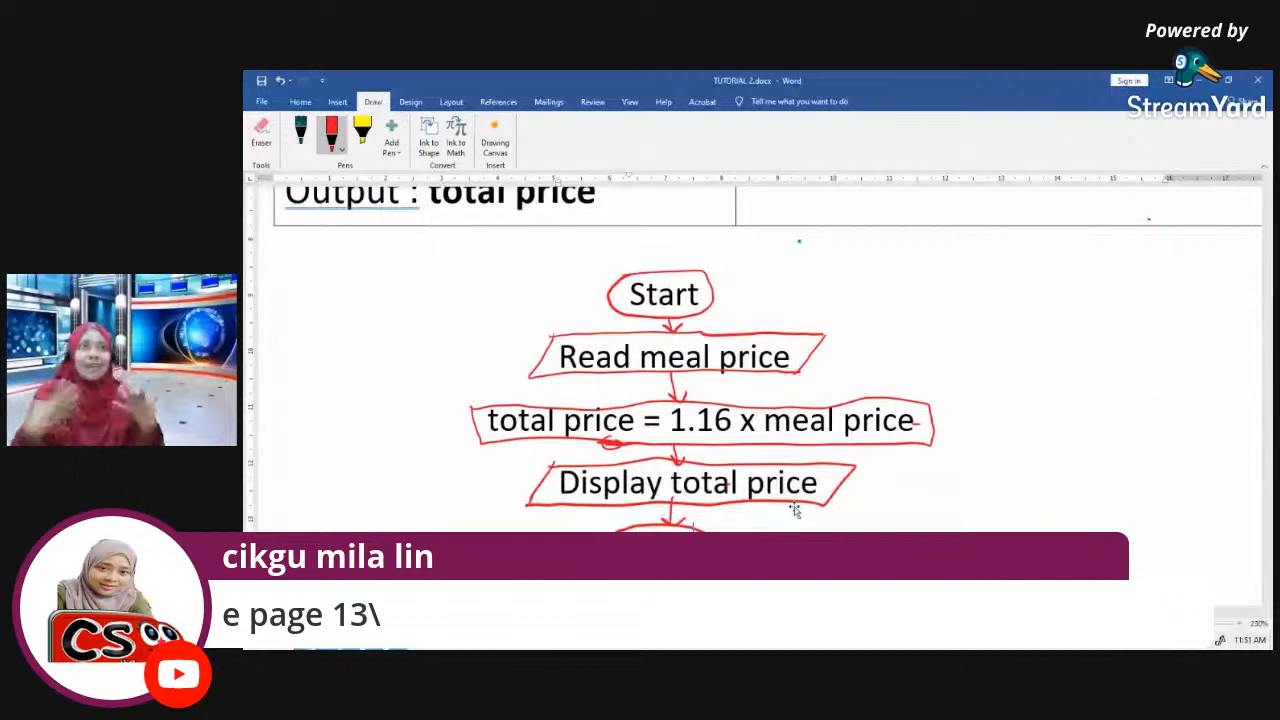 Powered by
StreamYard
TUTORIAL 2.docx - Word
Sign in
File Home Insert Draw Design Layout References Mailings Review View Help Acrobat Tell me what you want to do
Eraser
Add Pen
Ink to Shape
Ink to Math
Drawing Canvas
Tools Pens Convert Insert
Output : total price
Start
Read meal price
total price = 1.16 x meal price
Display total price
cikgu mila lin
e page 13\
CS
230%
11:51 AM